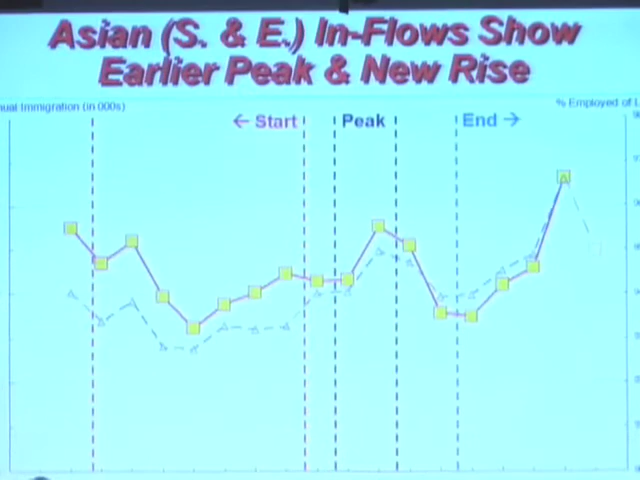 Asian (S. & E.) In-Flows Show
Earlier Peak & New Rise
ual Immigration (in 000s)
% Employed of
← Start
Peak
End →